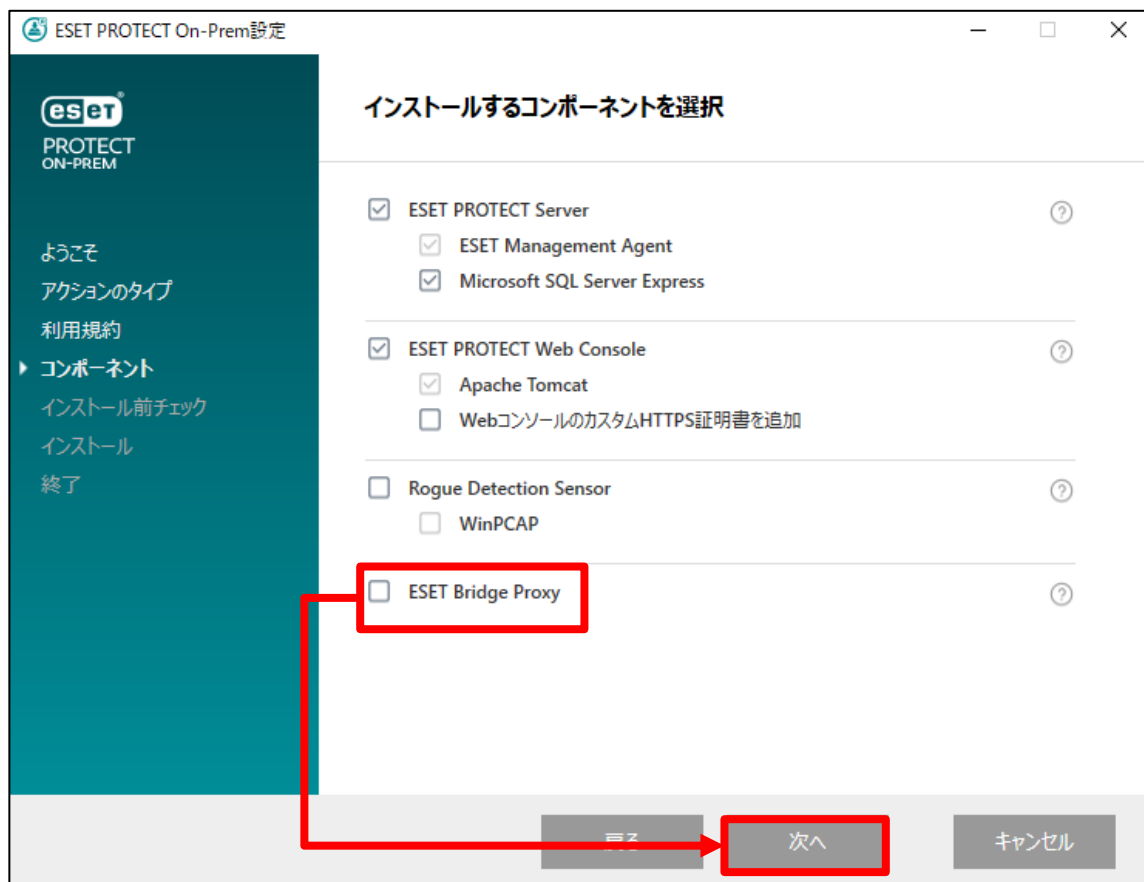 ESET PROTECT On-Prem設定
eseT
PROTECT
ON-PREM
ようこそ
アクションのタイプ
利用規約
コンポーネント
インストール前チェック
インストール
終了
インストールするコンポーネントを選択
ESET PROTECT Server
ESET Management Agent
Microsoft SQL Server Express
ESET PROTECT Web Console
Apache Tomcat
WebコンソールのカスタムHTTPS証明書を追加
Rogue Detection Sensor
WinPCAP
ESET Bridge Proxy
戻る
次へ
キャンセル